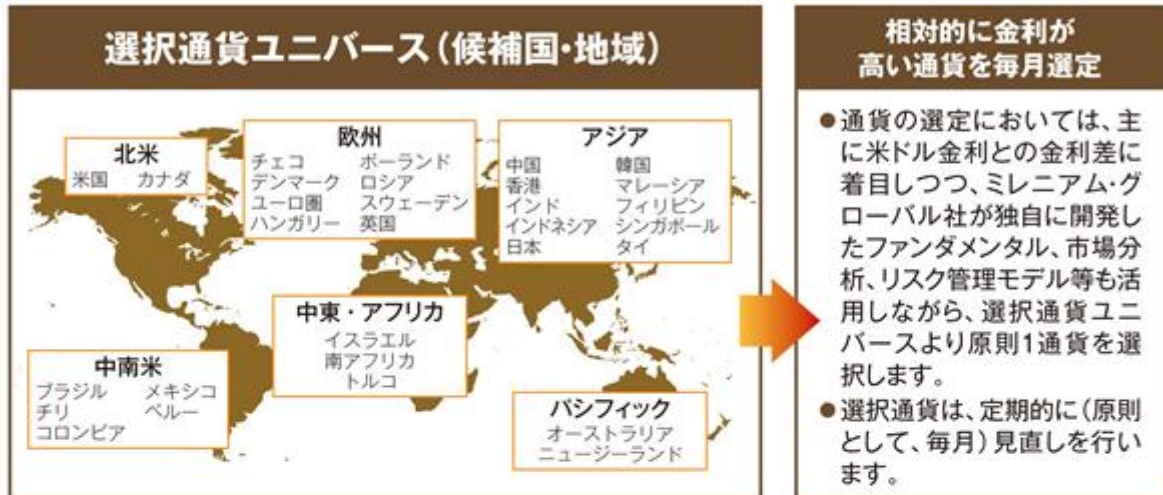 選択通貨ユニバース(候補国・地域)
北米
米国 カナダ
欧州
チェコ ポーランド
デンマーク ロシア
ユーロ圏 スウェーデン
ハンガリー 英国
アジア
中国 韓国
香港 マレーシア
インド フィリピン
インドネシア シンガポール
日本 タイ
中東・アフリカ
イスラエル
南アフリカ
トルコ
中南米
ブラジル メキシコ
チリ ペルー
コロンビア
パシフィック
オーストラリア
ニュージーランド
相対的に金利が
高い通貨を毎月選定
●通貨の選定においては、主
に米ドル金利との金利差に
着目しつつ、ミレニアム・グ
ローバル社が独自に開発し
たファンダメンタル、市場分
析、リスク管理モデル等も活
用しながら、選択通貨ユニ
バースより原則1通貨を選
択します。
●選択通貨は、定期的に(原則
として、毎月)見直しを行い
ます。